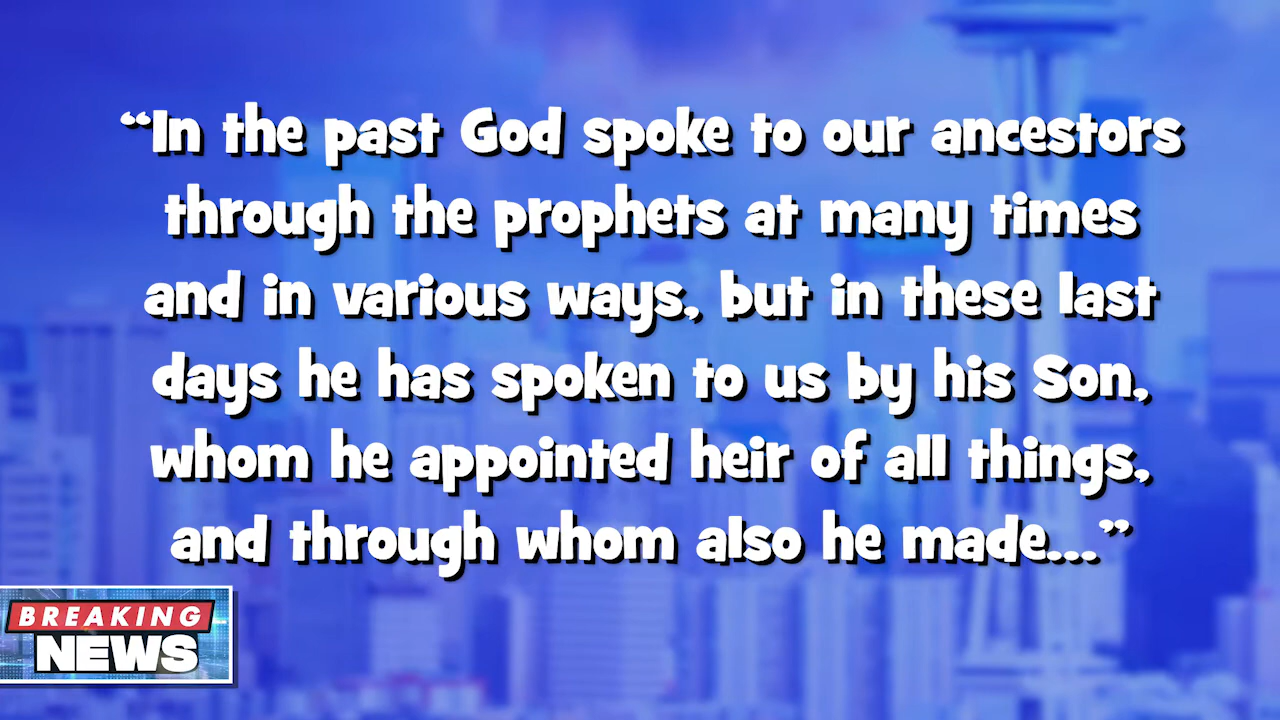 “In the past God spoke to our ancestors
through the prophets at many times
and in various ways, but in these last
days he has spoken to us by his Son,
whom he appointed heir of all things,
and through whom also he made...”
BREAKING
NEWS